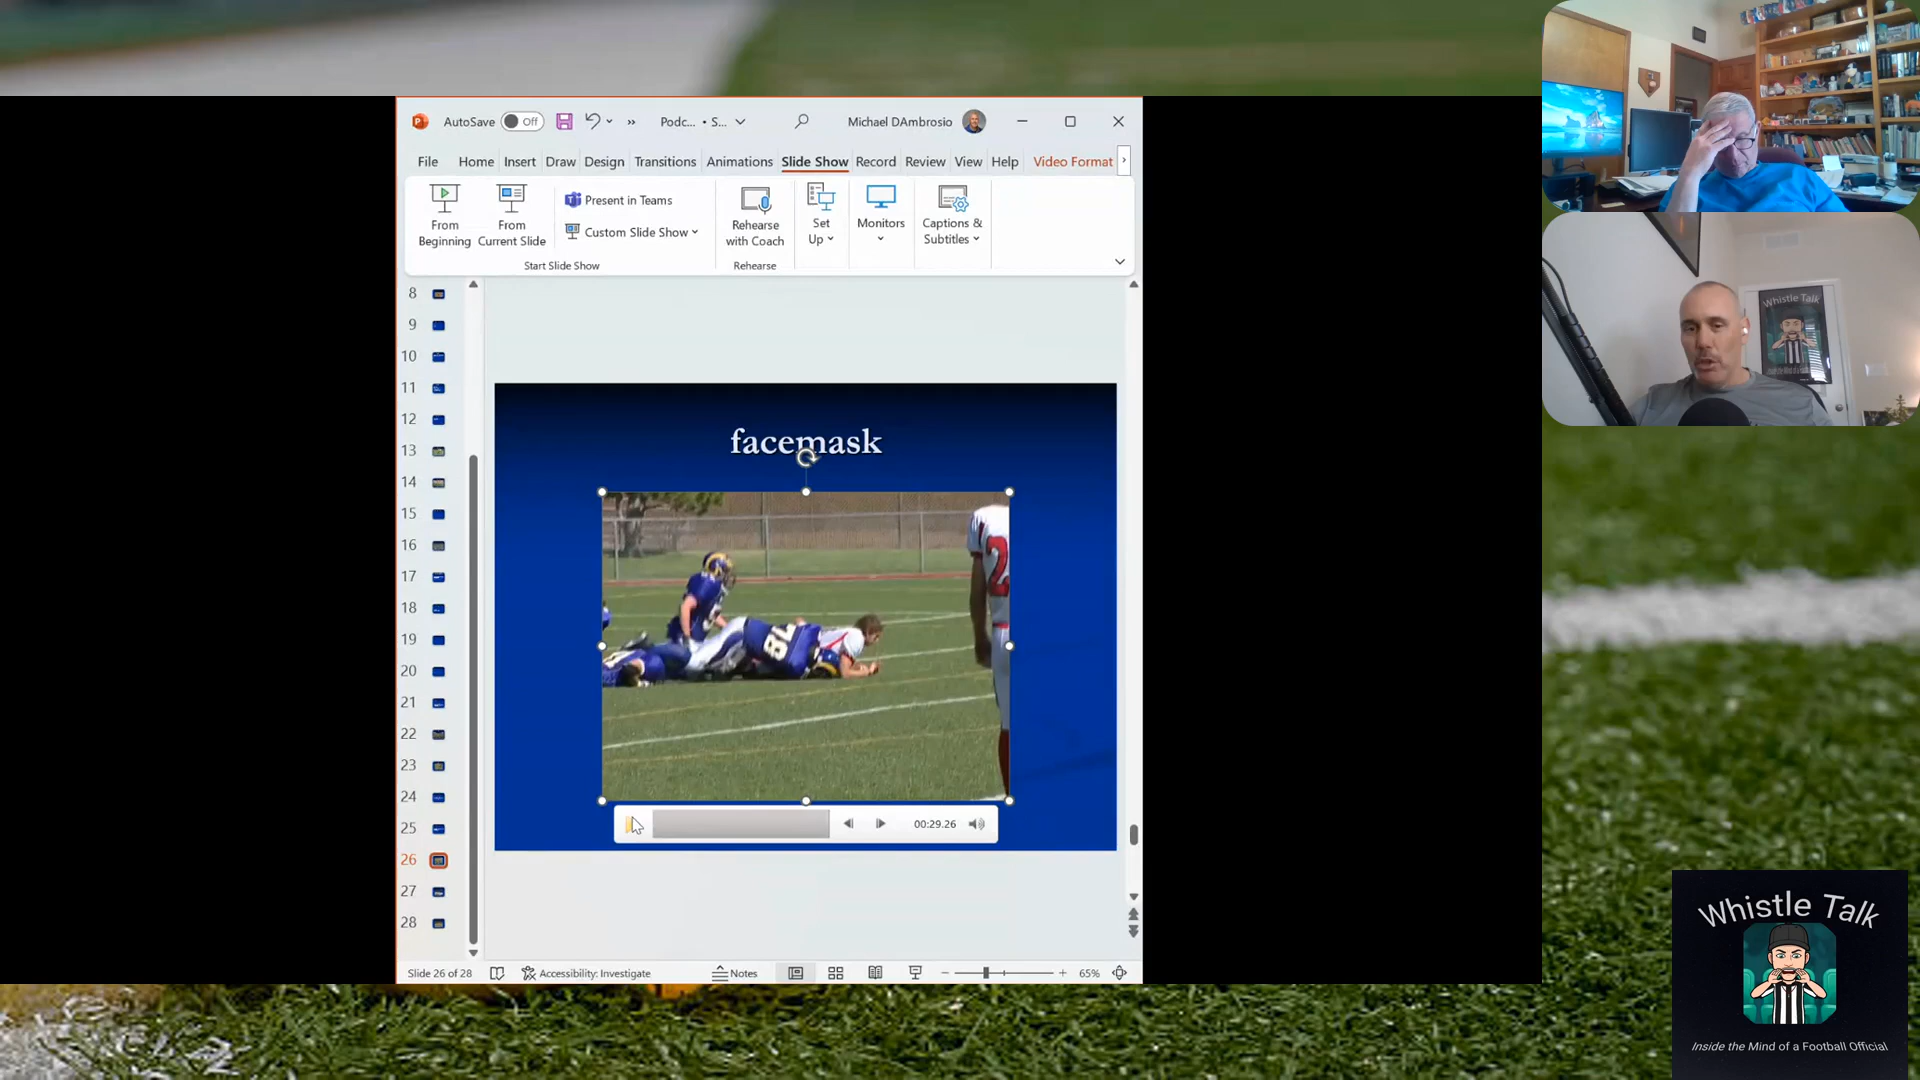 AutoSave
Off
Podc... • S...
Michael DAmbrosio
File Home Insert Draw Design Transitions Animations Slide Show Record Review View Help Video Format
From Beginning
From Current Slide
Present in Teams
Custom Slide Show
Start Slide Show
Rehearse with Coach
Rehearse
Set Up
Monitors
Captions & Subtitles
8
9
10
11
12
13
14
15
16
17
18
19
20
21
22
23
24
25
26
27
28
facemask
84
2
00:29.26
Slide 26 of 28
Accessibility: Investigate
Notes
65%
Whistle Talk
Whistle Talk
Inside the Mind of a Football Official